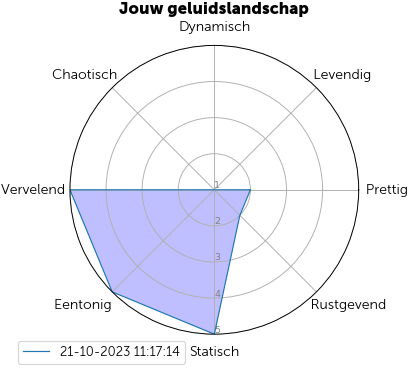 Jouw geluidslandschap
Dynamisch
Chaotisch
Levendig
Vervelend
1
Prettig
2
3
4
Eentonig
Rustgevend
5
21-10-2023 11:17:14
Statisch